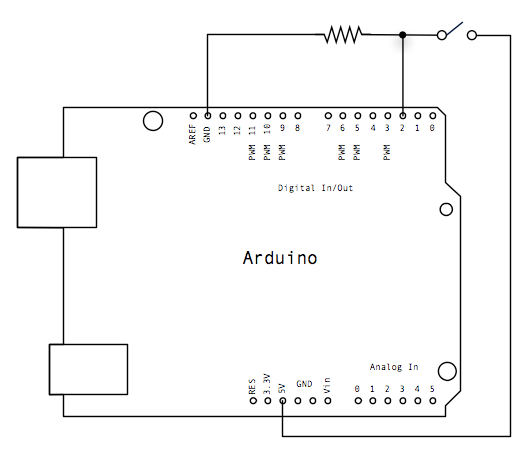 AREF GND 13 12 11 10 9 8 7 6 5 4 3 2 1 0
PWM PWM PWM PWM PWM PWM
Digital In/Out
Arduino
Analog In
RES 3.3V 5V GND Vin 0 1 2 3 4 5